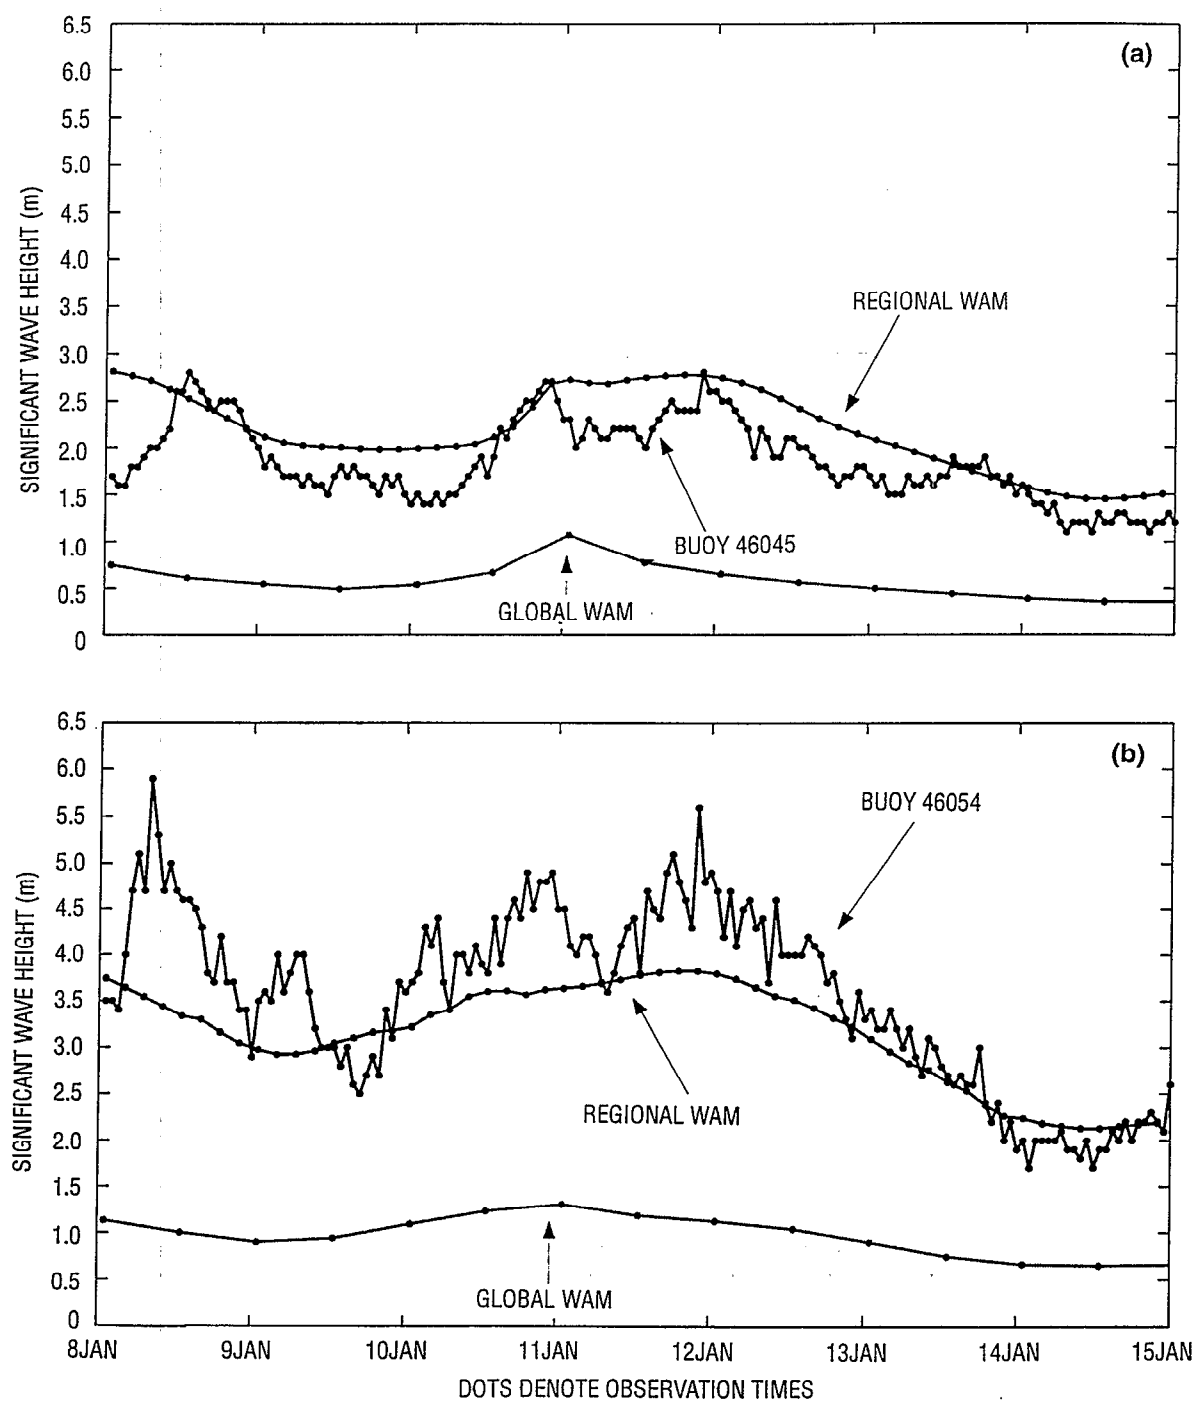 6.5
(a)
6.0
5.5
5.0
4.5
4.0
3.5
3.0
2.5
2.0
1.5
1.0
0.5
0
SIGNIFICANT WAVE HEIGHT (m)
REGIONAL WAM
BUOY 46045
GLOBAL WAM
6.5
(b)
6.0
5.5
5.0
4.5
4.0
3.5
3.0
2.5
2.0
1.5
1.0
0.5
0
SIGNIFICANT WAVE HEIGHT (m)
BUOY 46054
REGIONAL WAM
GLOBAL WAM
8JAN 9JAN 10JAN 11JAN 12JAN 13JAN 14JAN 15JAN
DOTS DENOTE OBSERVATION TIMES